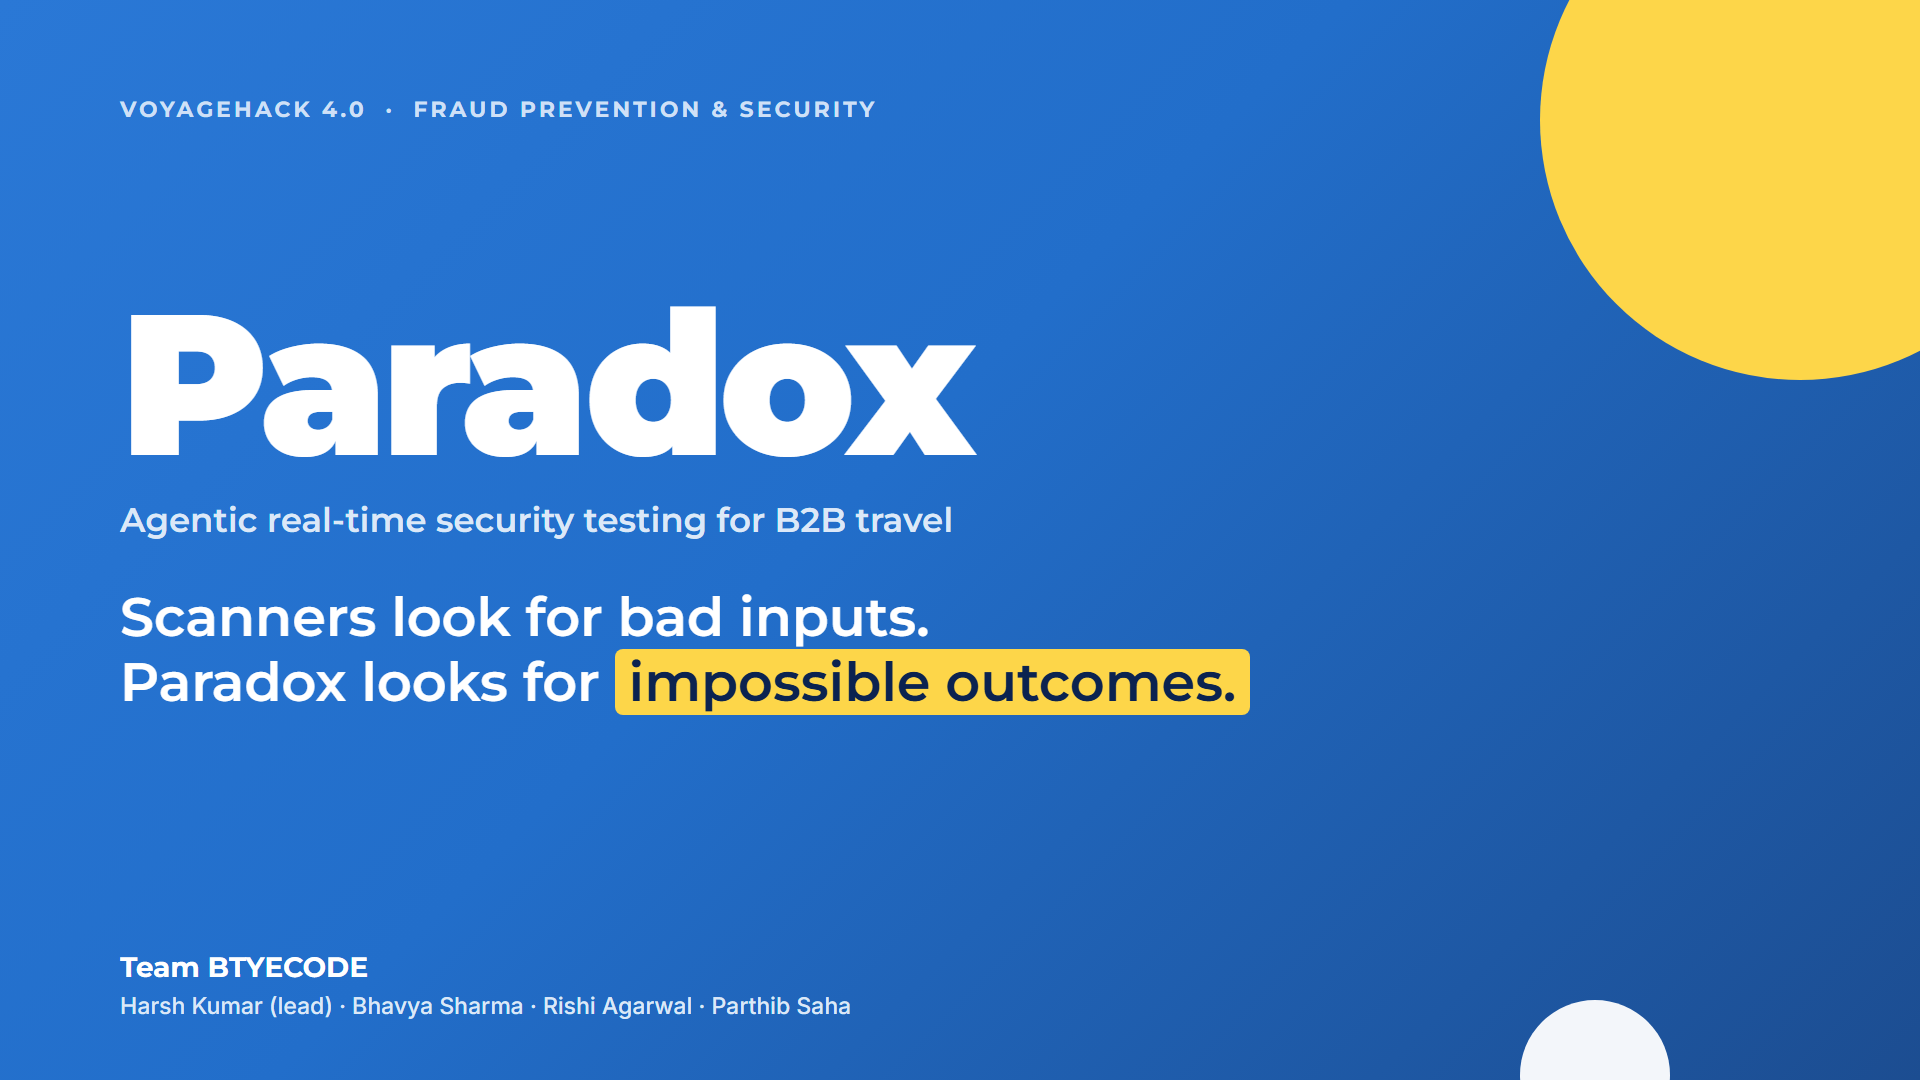 VOYAGEHACK 4.0 · FRAUD PREVENTION & SECURITY
Paradox
Agentic real-time security testing for B2B travel
Scanners look for bad inputs.
Paradox looks for impossible outcomes.
Team BTYECODE
Harsh Kumar (lead) · Bhavya Sharma · Rishi Agarwal · Parthib Saha